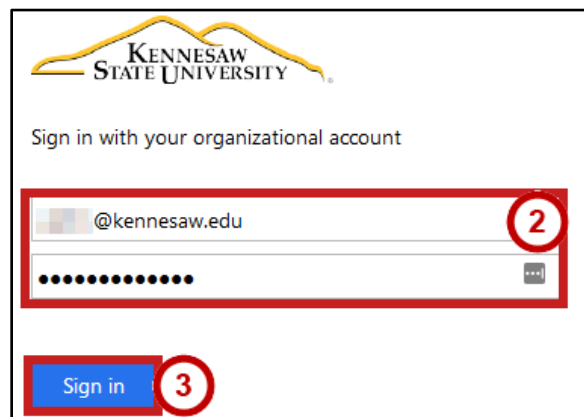 KENNESAW
STATE UNIVERSITY
Sign in with your organizational account
@kennesaw.edu
2
•••••••••••••
Sign in
3